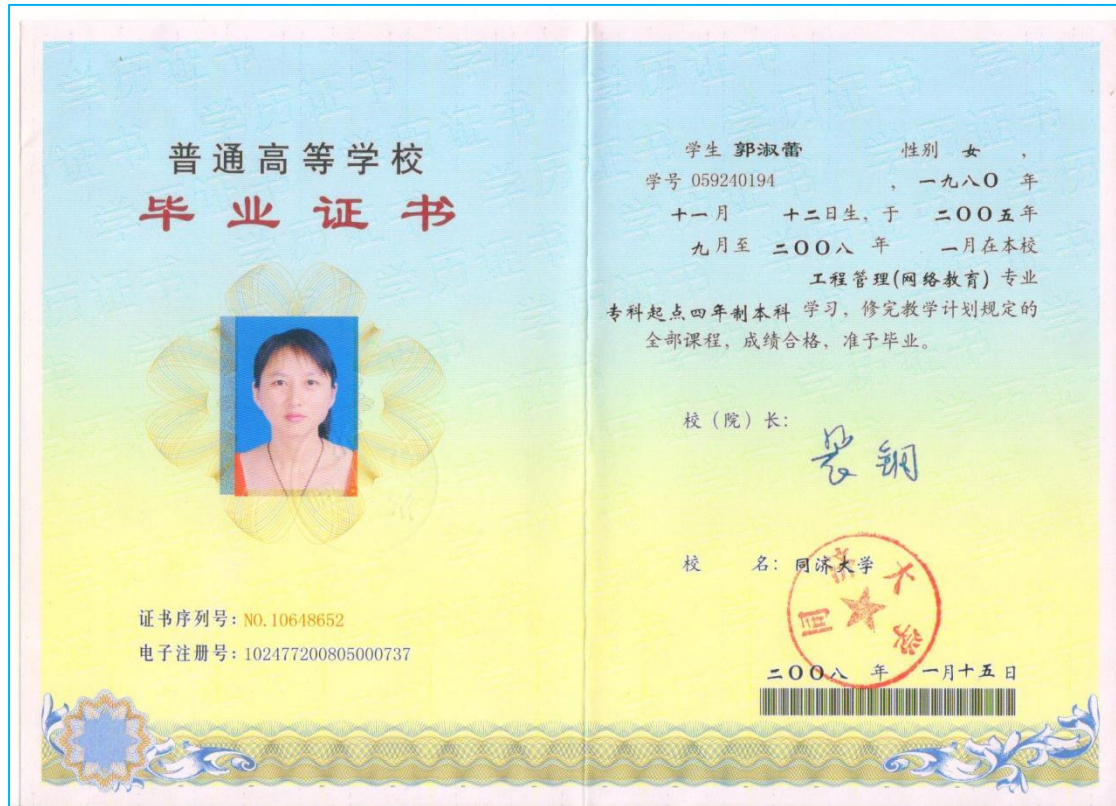 普通高等学校
毕业证书
证书序列号：NO.10648652
电子注册号：102477200805000737
学生 郭淑蕾 性别 女 ，
学号 059240194 ，一九八〇 年
十一月 十二日生，于 二〇〇五年
九月至 二〇〇八 年 一月在本校
工程管理(网络教育) 专业
专科起点四年制本科 学习，修完教学计划规定的
全部课程，成绩合格，准予毕业。
校（院）长：
裴钢
校 名：同济大学
同济大学
二〇〇八 年 一月十五日